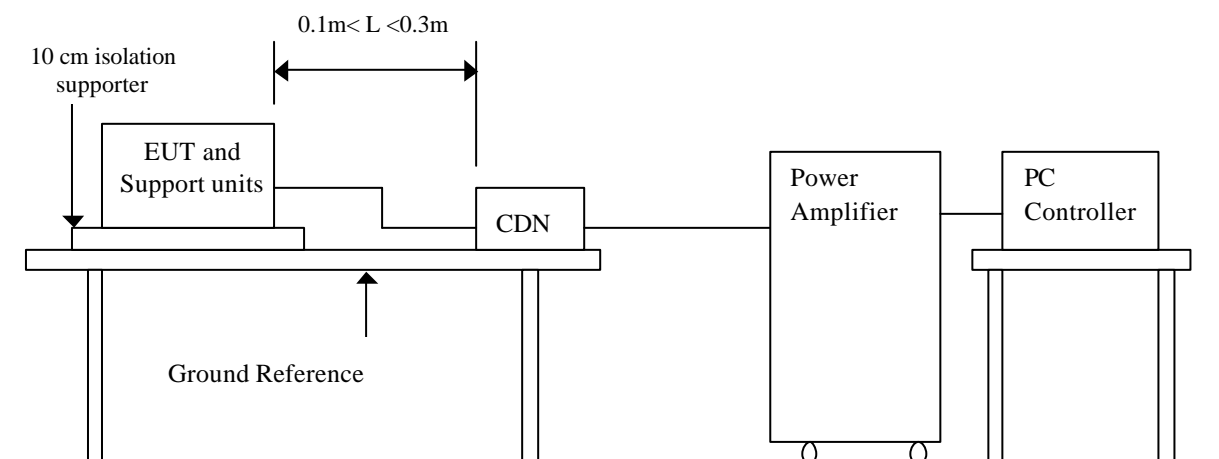 0.1m< L <0.3m
10 cm isolation
supporter
EUT and
Support units
CDN
Power
Amplifier
PC
Controller
Ground Reference